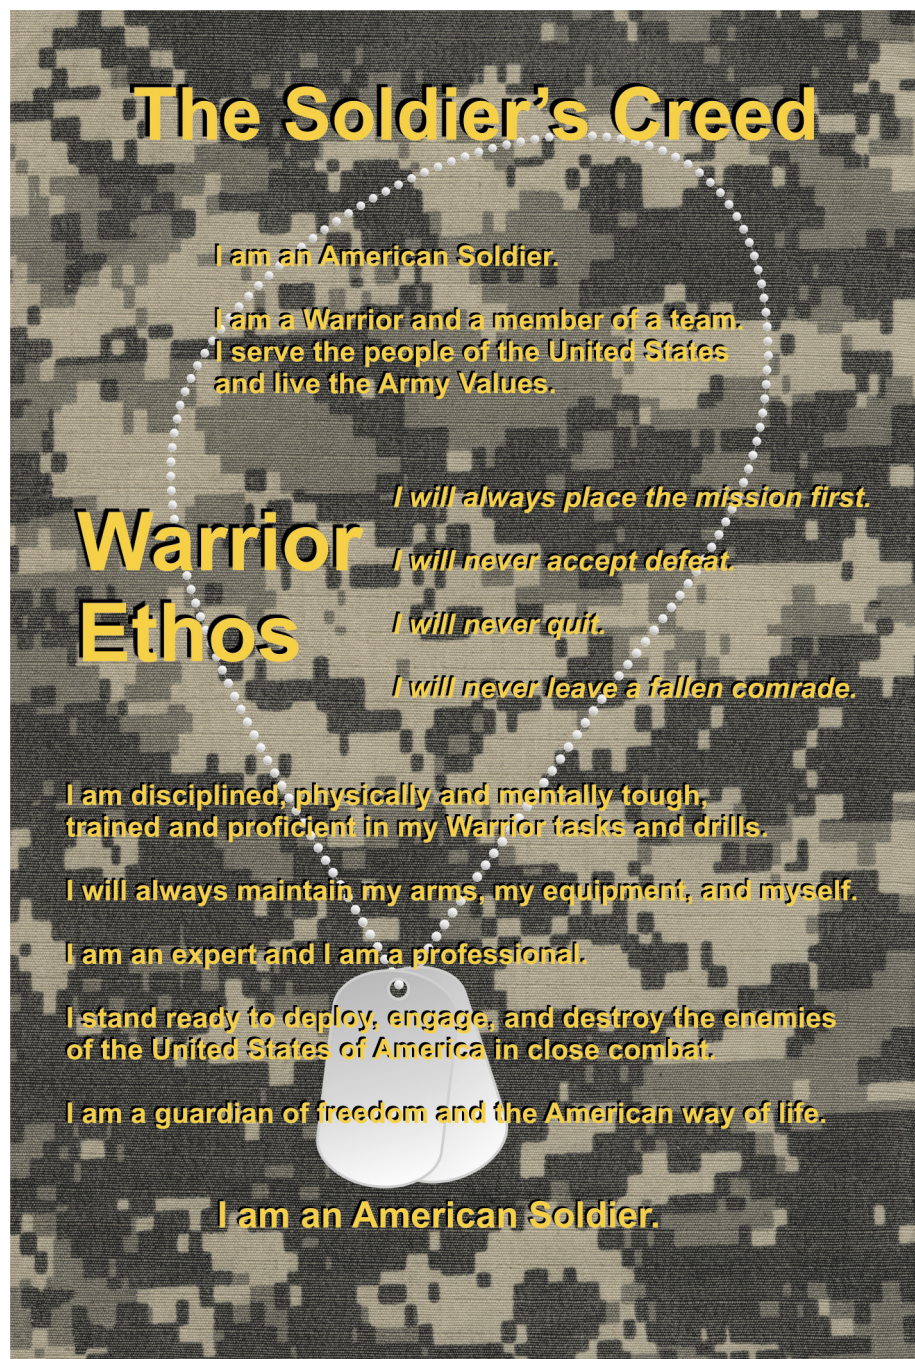 The Soldier’s Creed
I am an American Soldier.
I am a Warrior and a member of a team.
I serve the people of the United States
and live the Army Values.
Warrior
Ethos
I will always place the mission first.
I will never accept defeat.
I will never quit.
I will never leave a fallen comrade.
I am disciplined, physically and mentally tough,
trained and proficient in my Warrior tasks and drills.
I will always maintain my arms, my equipment, and myself.
I am an expert and I am a professional.
I stand ready to deploy, engage, and destroy the enemies
of the United States of America in close combat.
I am a guardian of freedom and the American way of life.
I am an American Soldier.